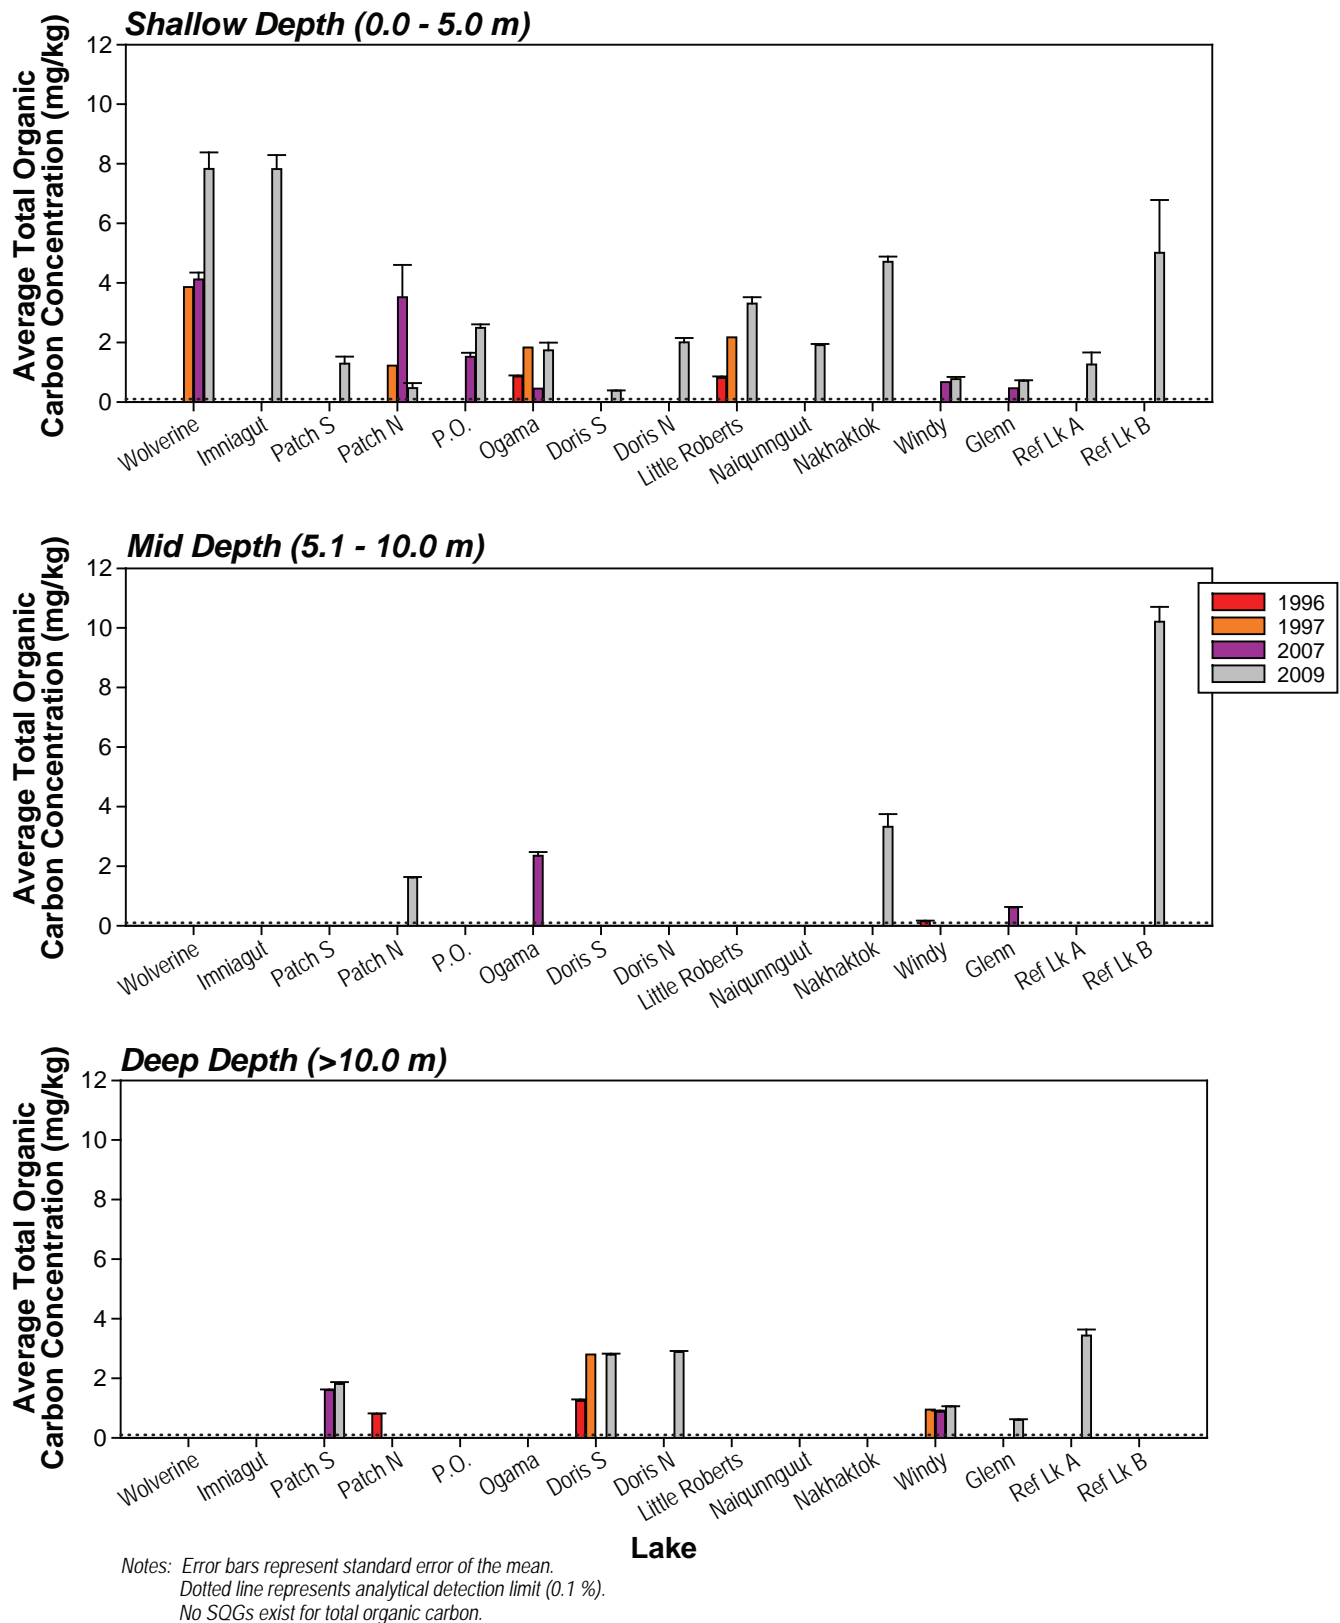 Shallow Depth (0.0 - 5.0 m)
Average Total Organic
Carbon Concentration (mg/kg)
12
10
8
6
4
2
0
Wolverine
Imniagut
Patch S
Patch N
P.O.
Ogama
Doris S
Doris N
Little Roberts
Naiqunnguut
Nakhaktok
Windy
Glenn
Ref Lk A
Ref Lk B
Mid Depth (5.1 - 10.0 m)
Average Total Organic
Carbon Concentration (mg/kg)
12
10
8
6
4
2
0
1996
1997
2007
2009
Wolverine
Imniagut
Patch S
Patch N
P.O.
Ogama
Doris S
Doris N
Little Roberts
Naiqunnguut
Nakhaktok
Windy
Glenn
Ref Lk A
Ref Lk B
Deep Depth (>10.0 m)
Average Total Organic
Carbon Concentration (mg/kg)
12
10
8
6
4
2
0
Wolverine
Imniagut
Patch S
Patch N
P.O.
Ogama
Doris S
Doris N
Little Roberts
Naiqunnguut
Nakhaktok
Windy
Glenn
Ref Lk A
Ref Lk B
Lake
Notes: Error bars represent standard error of the mean.
Dotted line represents analytical detection limit (0.1 %).
No SQGs exist for total organic carbon.